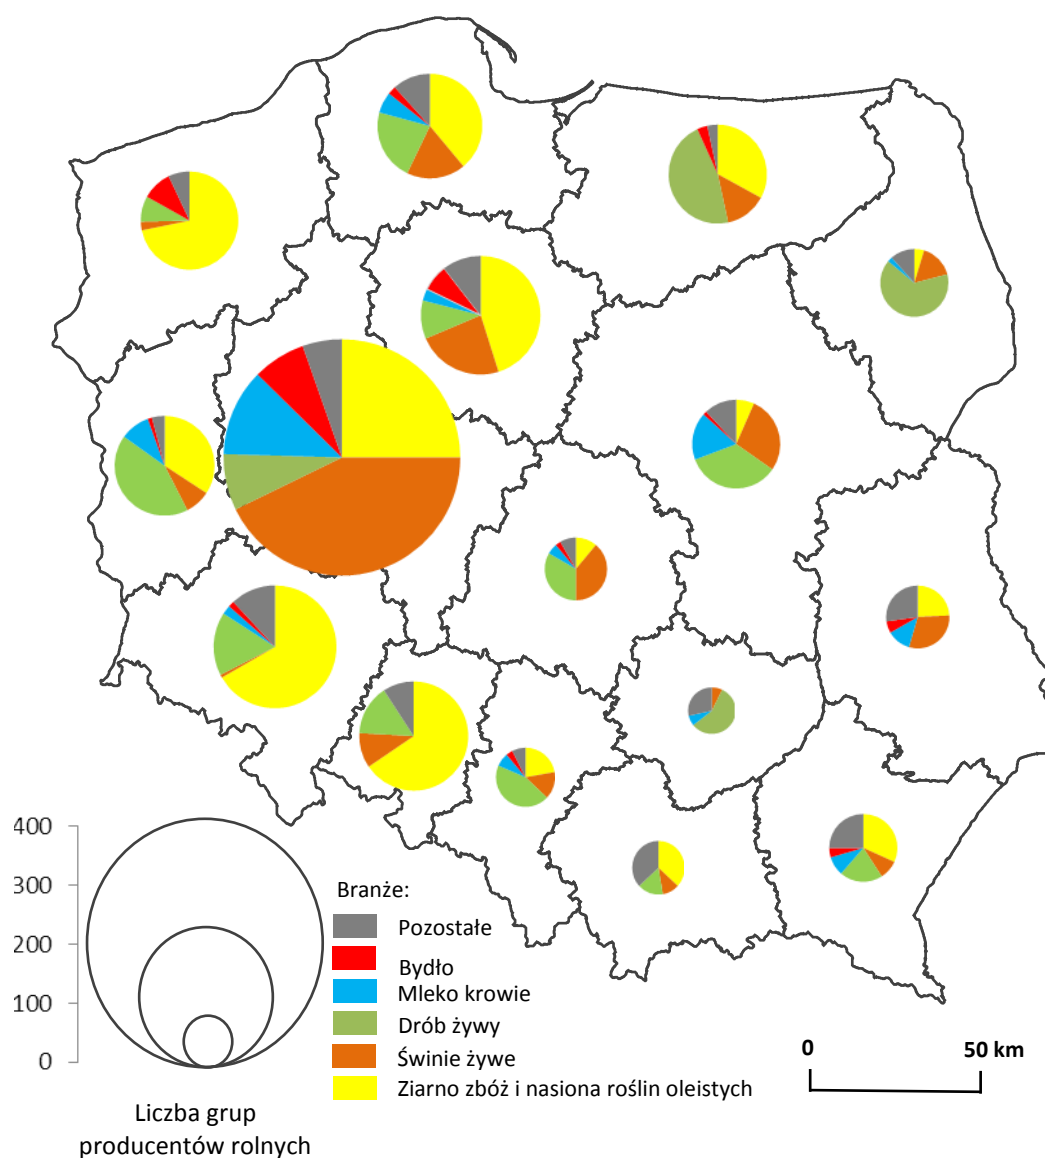 400
300
200
100
0
Liczba grup
producentów rolnych
Branże:
Pozostałe
Bydło
Mleko krowie
Drób żywy
Świnie żywe
Ziarno zbóż i nasiona roślin oleistych
0 50 km